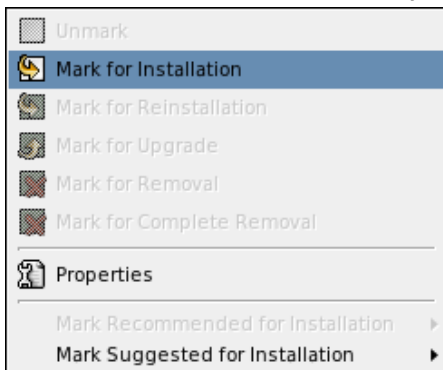 Unmark
Mark for Installation
Mark for Reinstallation
Mark for Upgrade
Mark for Removal
Mark for Complete Removal
Properties
Mark Recommended for Installation
Mark Suggested for Installation